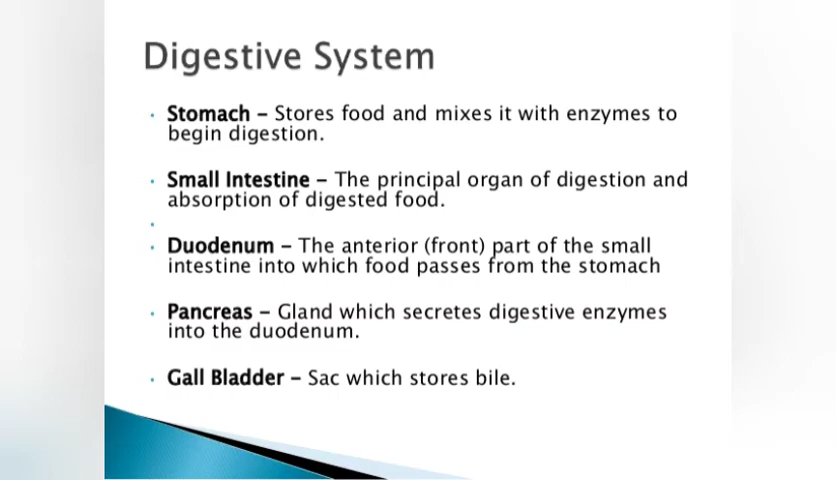 Digestive System
• Stomach – Stores food and mixes it with enzymes to
begin digestion.
• Small Intestine – The principal organ of digestion and
absorption of digested food.
•
• Duodenum – The anterior (front) part of the small
intestine into which food passes from the stomach
• Pancreas – Gland which secretes digestive enzymes
into the duodenum.
• Gall Bladder – Sac which stores bile.